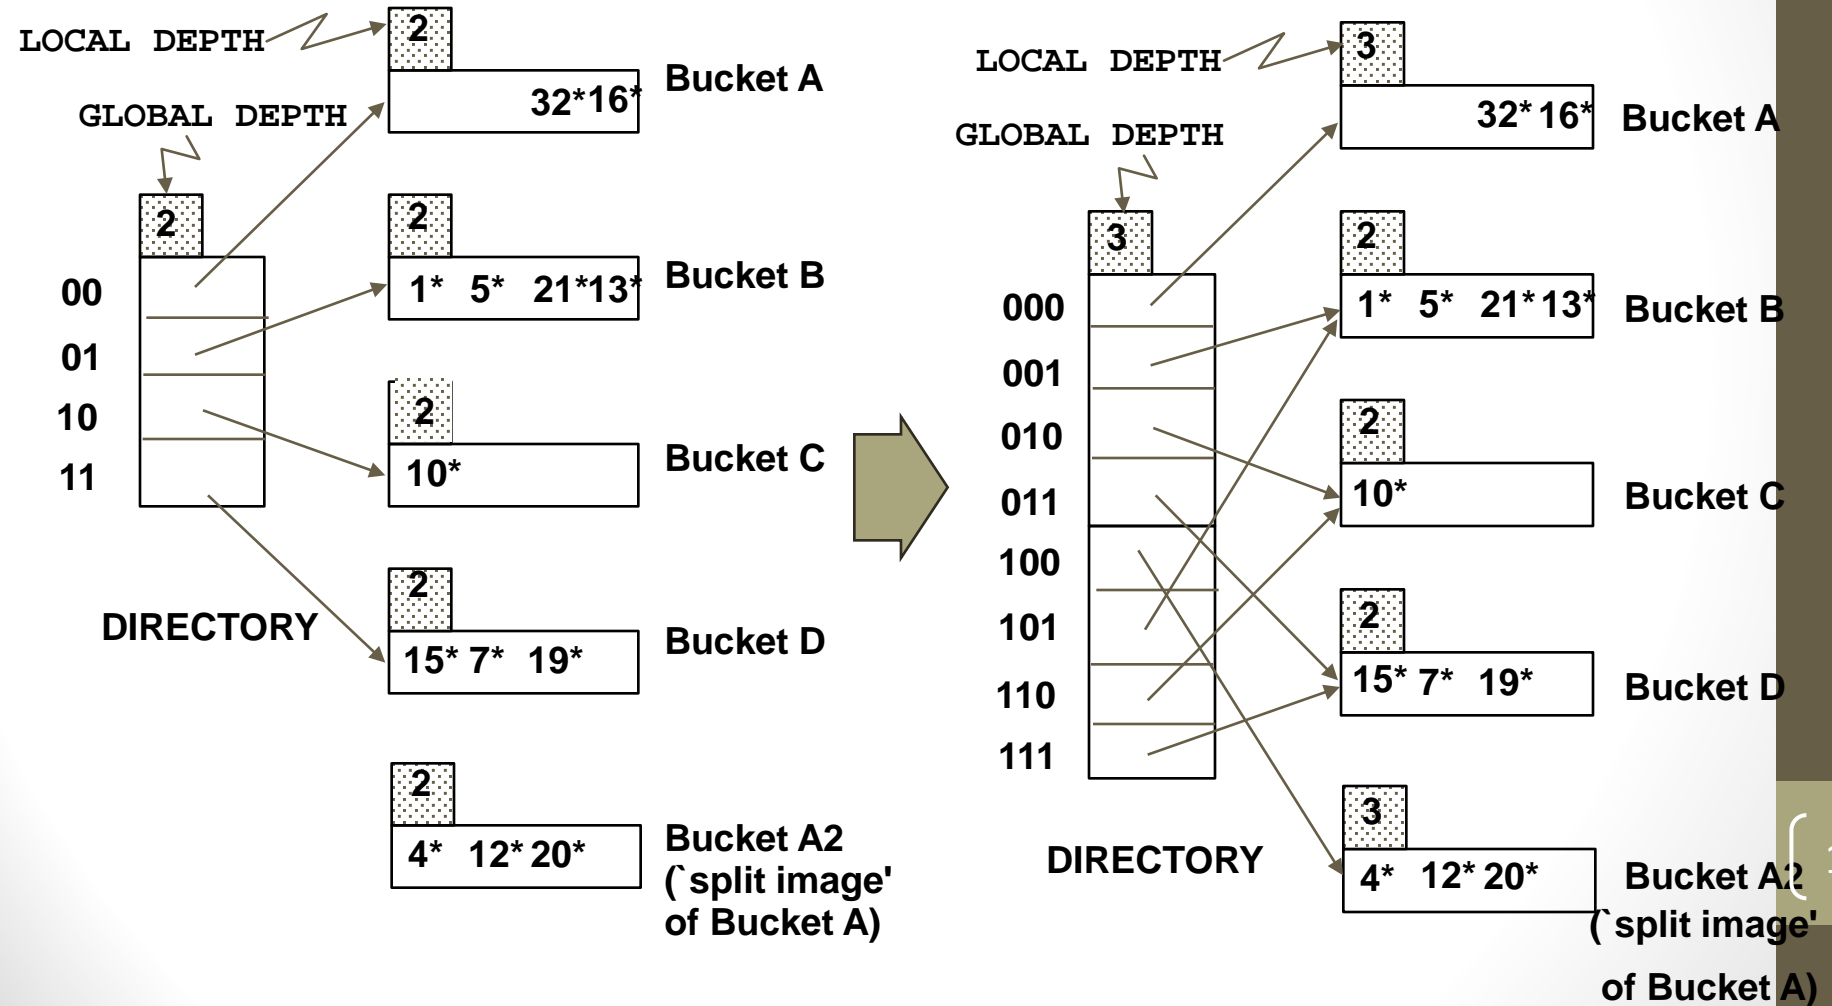 LOCAL DEPTH
2
32* 16*
Bucket A
GLOBAL DEPTH
2
00
01
10
11
2
1* 5* 21* 13*
Bucket B
2
10*
Bucket C
DIRECTORY
2
15* 7* 19*
Bucket D
2
4* 12* 20*
Bucket A2
(`split image'
of Bucket A)
LOCAL DEPTH
3
32* 16*
Bucket A
GLOBAL DEPTH
3
000
001
010
011
100
101
110
111
2
1* 5* 21* 13*
Bucket B
2
10*
Bucket C
2
15* 7* 19*
Bucket D
DIRECTORY
3
4* 12* 20*
Bucket A2
(`split image'
of Bucket A)